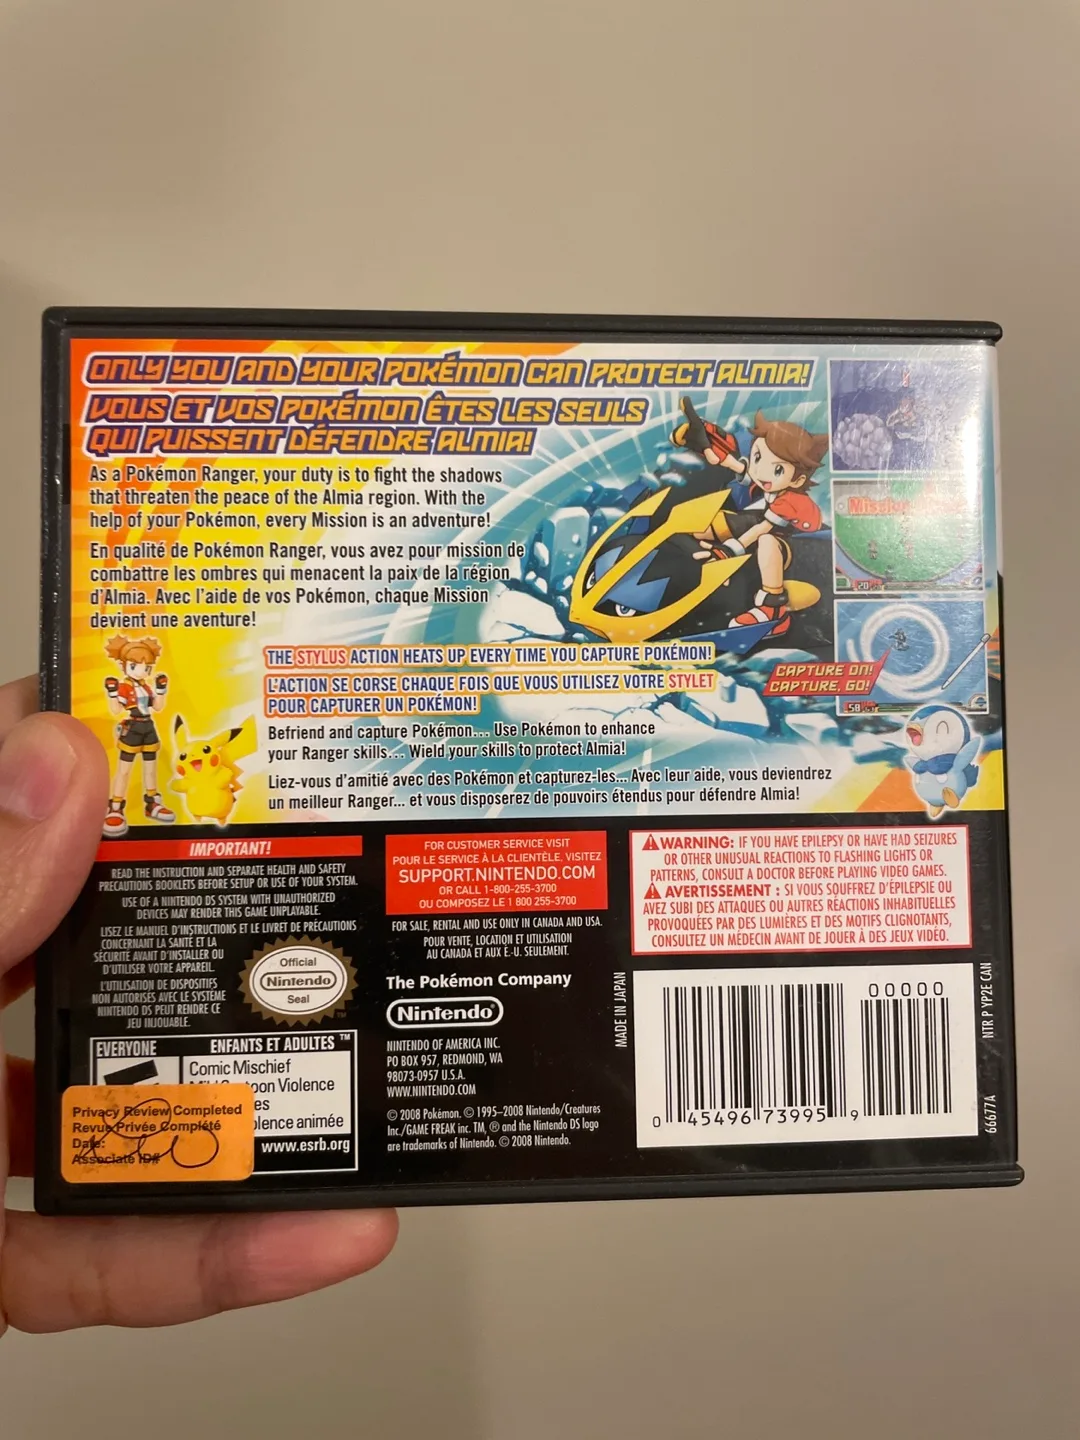 ONLY YOU AND YOUR POKÉMON CAN PROTECT ALMIA!
VOUS ET VOS POKÉMON ÊTES LES SEULS
QUI PUISSENT DÉFENDRE ALMIA!
As a Pokémon Ranger, your duty is to fight the shadows
that threaten the peace of the Almia region. With the
help of your Pokémon, every Mission is an adventure!
En qualité de Pokémon Ranger, vous avez pour mission de
combattre les ombres qui menacent la paix de la région
d'Almia. Avec l'aide de vos Pokémon, chaque Mission
devient une aventure!
Mission
20
THE STYLUS ACTION HEATS UP EVERY TIME YOU CAPTURE POKÉMON!
L'ACTION SE CORSE CHAQUE FOIS QUE VOUS UTILISEZ VOTRE STYLET
POUR CAPTURER UN POKÉMON!
CAPTURE ON!
CAPTURE, GO!
58
Befriend and capture Pokémon... Use Pokémon to enhance
your Ranger skills... Wield your skills to protect Almia!
Liez-vous d'amitié avec des Pokémon et capturez-les... Avec leur aide, vous deviendrez
un meilleur Ranger... et vous disposerez de pouvoirs étendus pour défendre Almia!
IMPORTANT!
READ THE INSTRUCTION AND SEPARATE HEALTH AND SAFETY
PRECAUTIONS BOOKLETS BEFORE SETUP OR USE OF YOUR SYSTEM.
USE OF A NINTENDO DS SYSTEM WITH UNAUTHORIZED
DEVICES MAY RENDER THIS GAME UNPLAYABLE.
LISEZ LE MANUEL D'INSTRUCTIONS ET LE LIVRET DE PRÉCAUTIONS
CONCERNANT LA SANTÉ ET LA
SÉCURITÉ AVANT D'INSTALLER OU
D'UTILISER VOTRE APPAREIL.
L'UTILISATION DE DISPOSITIFS
NON AUTORISÉS AVEC LE SYSTÈME
NINTENDO DS PEUT RENDRE CE
JEU INJOUABLE.
Official
Nintendo
Seal
TM
EVERYONE
ENFANTS ET ADULTES ™
Comic Mischief
Violence
animée
www.esrb.org
Privacy Review Completed
Revue Privée Complété
Date:
Associate ID#
FOR CUSTOMER SERVICE VISIT
POUR LE SERVICE À LA CLIENTÈLE, VISITEZ
SUPPORT.NINTENDO.COM
OR CALL 1-800-255-3700
OU COMPOSEZ LE 1 800 255-3700
FOR SALE, RENTAL AND USE ONLY IN CANADA AND USA.
POUR VENTE, LOCATION ET UTILISATION
AU CANADA ET AUX É.-U. SEULEMENT.
The Pokémon Company
Nintendo®
NINTENDO OF AMERICA INC.
PO BOX 957, REDMOND, WA
98073-0957 U.S.A.
WWW.NINTENDO.COM
© 2008 Pokémon. © 1995–2008 Nintendo/Creatures
Inc./GAME FREAK inc. TM, ® and the Nintendo DS logo
are trademarks of Nintendo. © 2008 Nintendo.
WARNING: IF YOU HAVE EPILEPSY OR HAVE HAD SEIZURES
OR OTHER UNUSUAL REACTIONS TO FLASHING LIGHTS OR
PATTERNS, CONSULT A DOCTOR BEFORE PLAYING VIDEO GAMES.
AVERTISSEMENT : SI VOUS SOUFFREZ D'ÉPILEPSIE OU
AVEZ SUBI DES ATTAQUES OU AUTRES RÉACTIONS INHABITUELLES
PROVOQUÉES PAR DES LUMIÈRES ET DES MOTIFS CLIGNOTANTS,
CONSULTEZ UN MÉDECIN AVANT DE JOUER À DES JEUX VIDÉO.
MADE IN JAPAN
00000
0 45496 73995 9
NTR P YP2E CAN
66677A